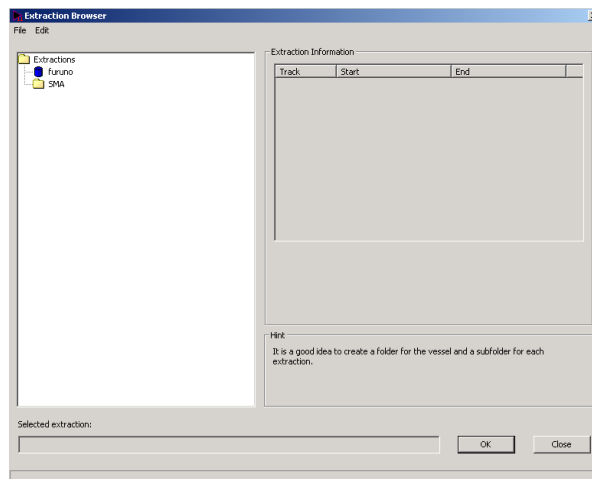 Extraction Browser
File Edit
Extractions
furuno
SMA
Extraction Information
Track Start End
Hint
It is a good idea to create a folder for the vessel and a subfolder for each
extraction.
Selected extraction:
OK Close